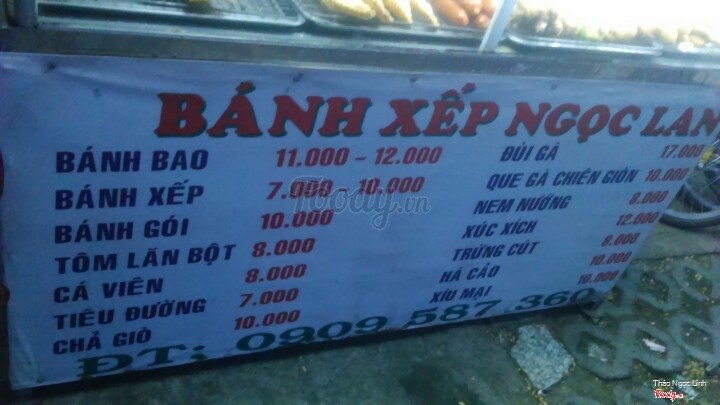 BÁNH XẾP NGỌC LAN
BÁNH BAO 11.000 - 12.000
BÁNH XẾP 7.000 - 10.000
BÁNH GÓI 10.000
TÔM LĂN BỘT 8.000
CÁ VIÊN 8.000
TIÊU ĐƯỜNG 7.000
CHẢ GIÒ 10.000
ĐÙI GÀ 17.000
QUE GÀ CHIÊN GIÒN 10.000
NEM NƯỚNG 8.000
XÚC XÍCH 12.000
TRỨNG CÚT 8.000
HÁ CẢO 10.000
XÍU MẠI 10.000
ĐT: 0909 587 360
Foody.vn
Thảo Ngọc Linh
Foody.vn